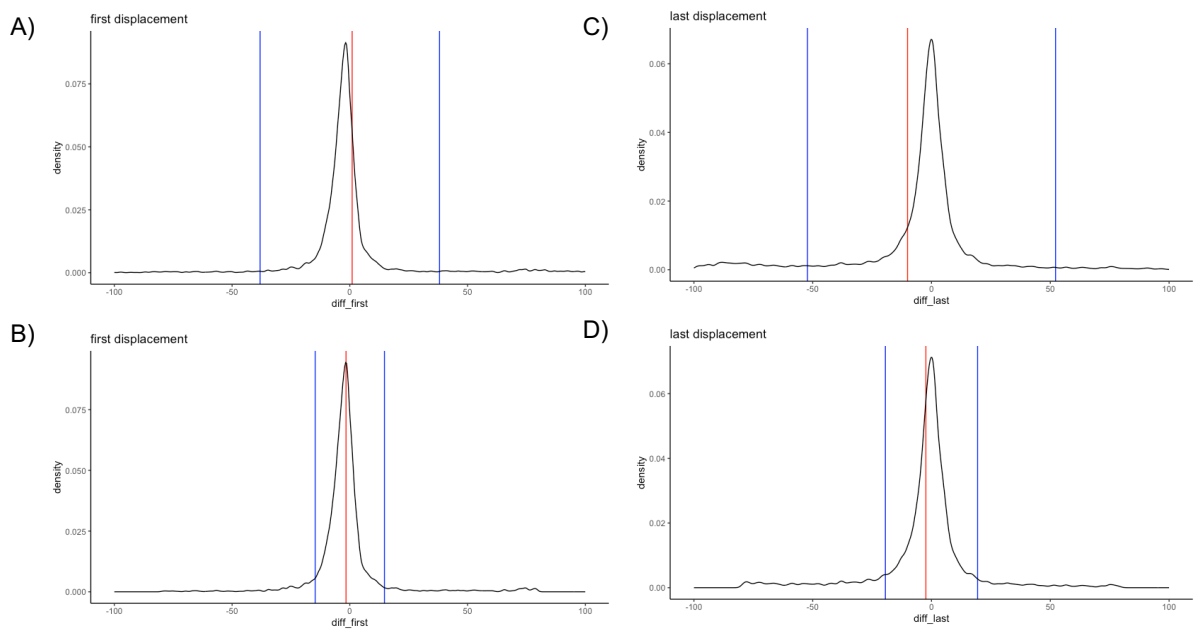 A)
first displacement
0.075
0.050
0.025
0.000
density
-100 -50 0 50 100
diff_first
B)
first displacement
0.075
0.050
0.025
0.000
density
-100 -50 0 50 100
diff_first
C)
last displacement
0.06
0.04
0.02
0.00
density
-100 -50 0 50 100
diff_last
D)
last displacement
0.06
0.04
0.02
0.00
density
-100 -50 0 50 100
diff_last